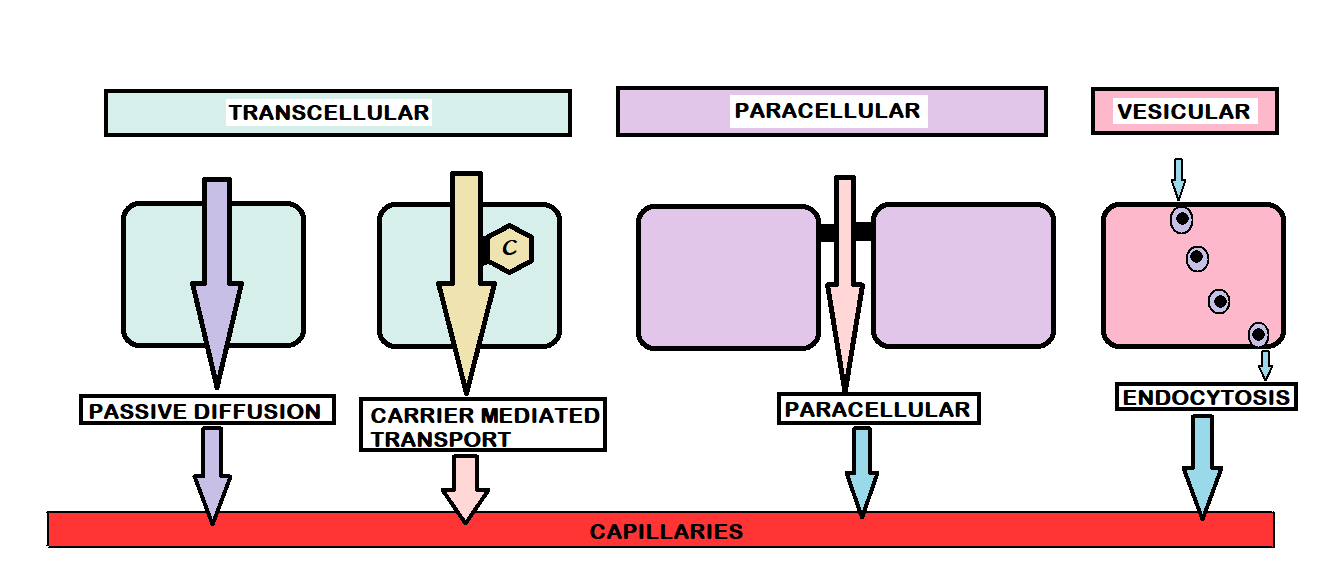 TRANSCELLULAR
PARACELLULAR
VESICULAR
C
PASSIVE DIFFUSION
CARRIER MEDIATED
TRANSPORT
PARACELLULAR
ENDOCYTOSIS
CAPILLARIES